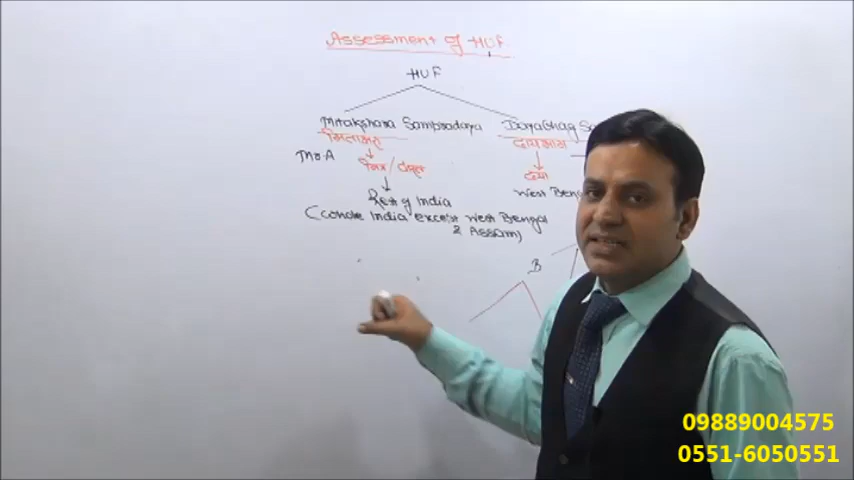 Assessment of HUF
HUF
Mitakshara Sampradaya Dayabhag
मिताक्षरा दायभाग
Mr. A
West Beng
Rest of India
(whole India except West Bengal
& Assam)
B
09889004575
0551-6050551